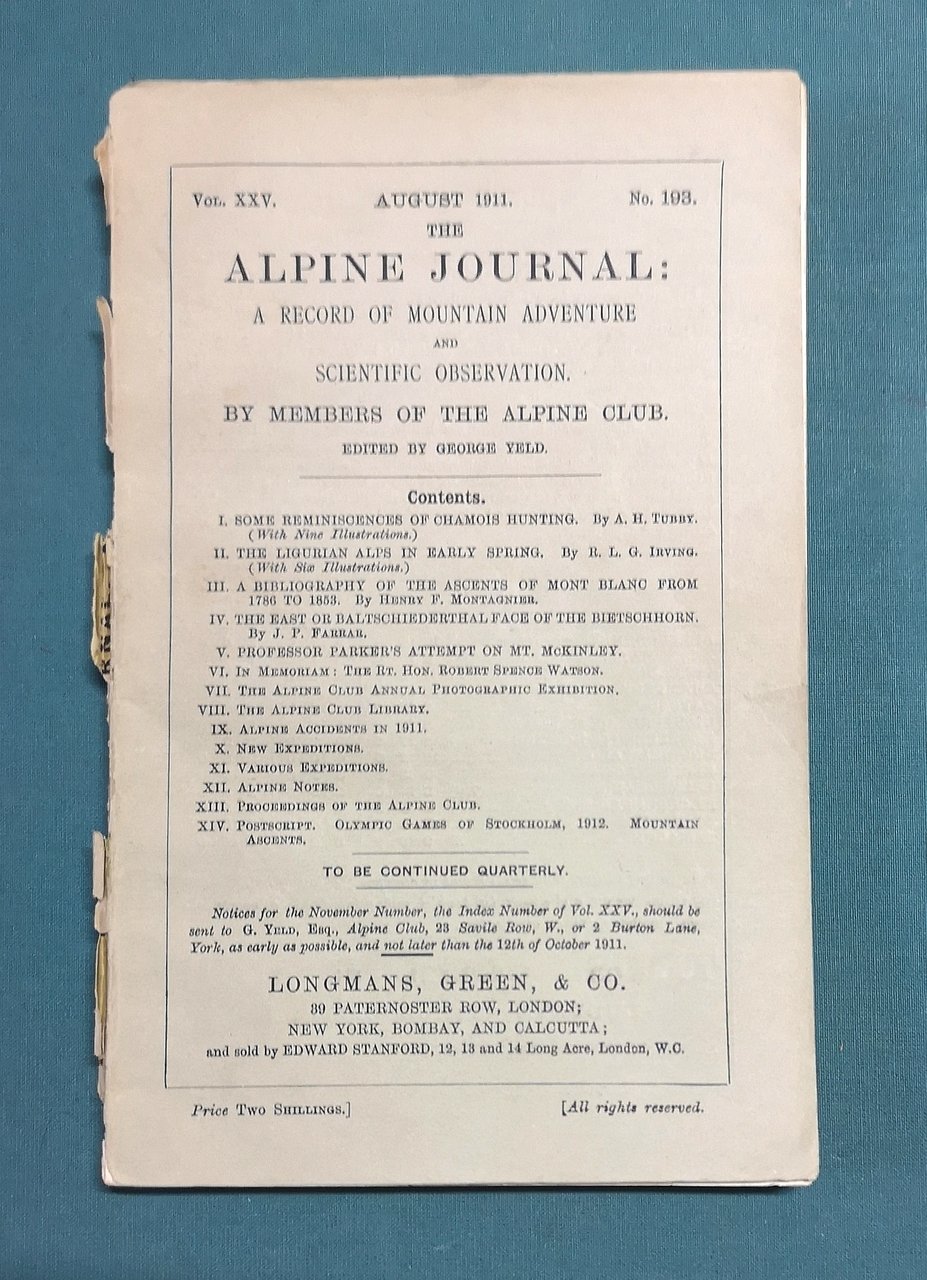 Vol. XXV. AUGUST 1911. No. 193.
THE
ALPINE JOURNAL:
A RECORD OF MOUNTAIN ADVENTURE
AND
SCIENTIFIC OBSERVATION.
BY MEMBERS OF THE ALPINE CLUB.
EDITED BY GEORGE YELD.
Contents.
I. SOME REMINISCENCES OF CHAMOIS HUNTING. By A. H. Tubby.
(With Nine Illustrations.)
II. THE LIGURIAN ALPS IN EARLY SPRING. By R. L. G. Irving.
(With Six Illustrations.)
III. A BIBLIOGRAPHY OF THE ASCENTS OF MONT BLANC FROM
1786 TO 1853. By Henry F. Montagnier.
IV. THE EAST OR BALTSCHIEDERTHAL FACE OF THE BIETSCHHORN.
By J. P. Farrar.
V. PROFESSOR PARKER'S ATTEMPT ON MT. McKINLEY.
VI. In Memoriam: The Rt. Hon. Robert Spence Watson.
VII. The Alpine Club Annual Photographic Exhibition.
VIII. The Alpine Club Library.
IX. Alpine Accidents in 1911.
X. New Expeditions.
XI. Various Expeditions.
XII. Alpine Notes.
XIII. Proceedings of the Alpine Club.
XIV. Postscript. Olympic Games of Stockholm, 1912. Mountain
Ascents.
TO BE CONTINUED QUARTERLY.
Notices for the November Number, the Index Number of Vol. XXV., should be
sent to G. Yeld, Esq., Alpine Club, 23 Savile Row, W., or 2 Burton Lane,
York, as early as possible, and not later than the 12th of October 1911.
LONGMANS, GREEN, & CO.
39 PATERNOSTER ROW, LONDON;
NEW YORK, BOMBAY, AND CALCUTTA;
and sold by EDWARD STANFORD, 12, 13 and 14 Long Acre, London, W.C.
Price Two Shillings.] [All rights reserved.